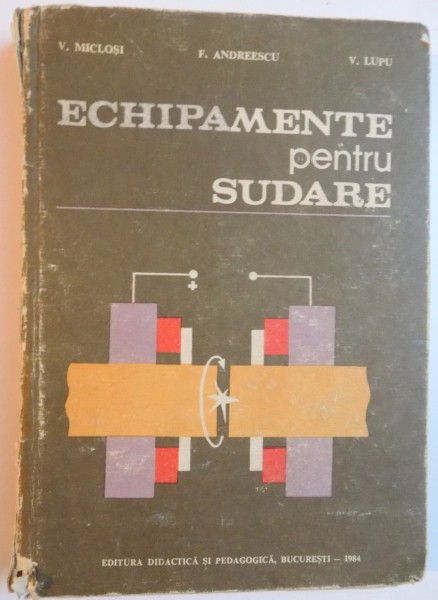 V. MICLOȘI F. ANDREESCU V. LUPU
ECHIPAMENTE
pentru
SUDARE
+
EDITURA DIDACTICĂ ȘI PEDAGOGICĂ, BUCUREȘTI — 1984